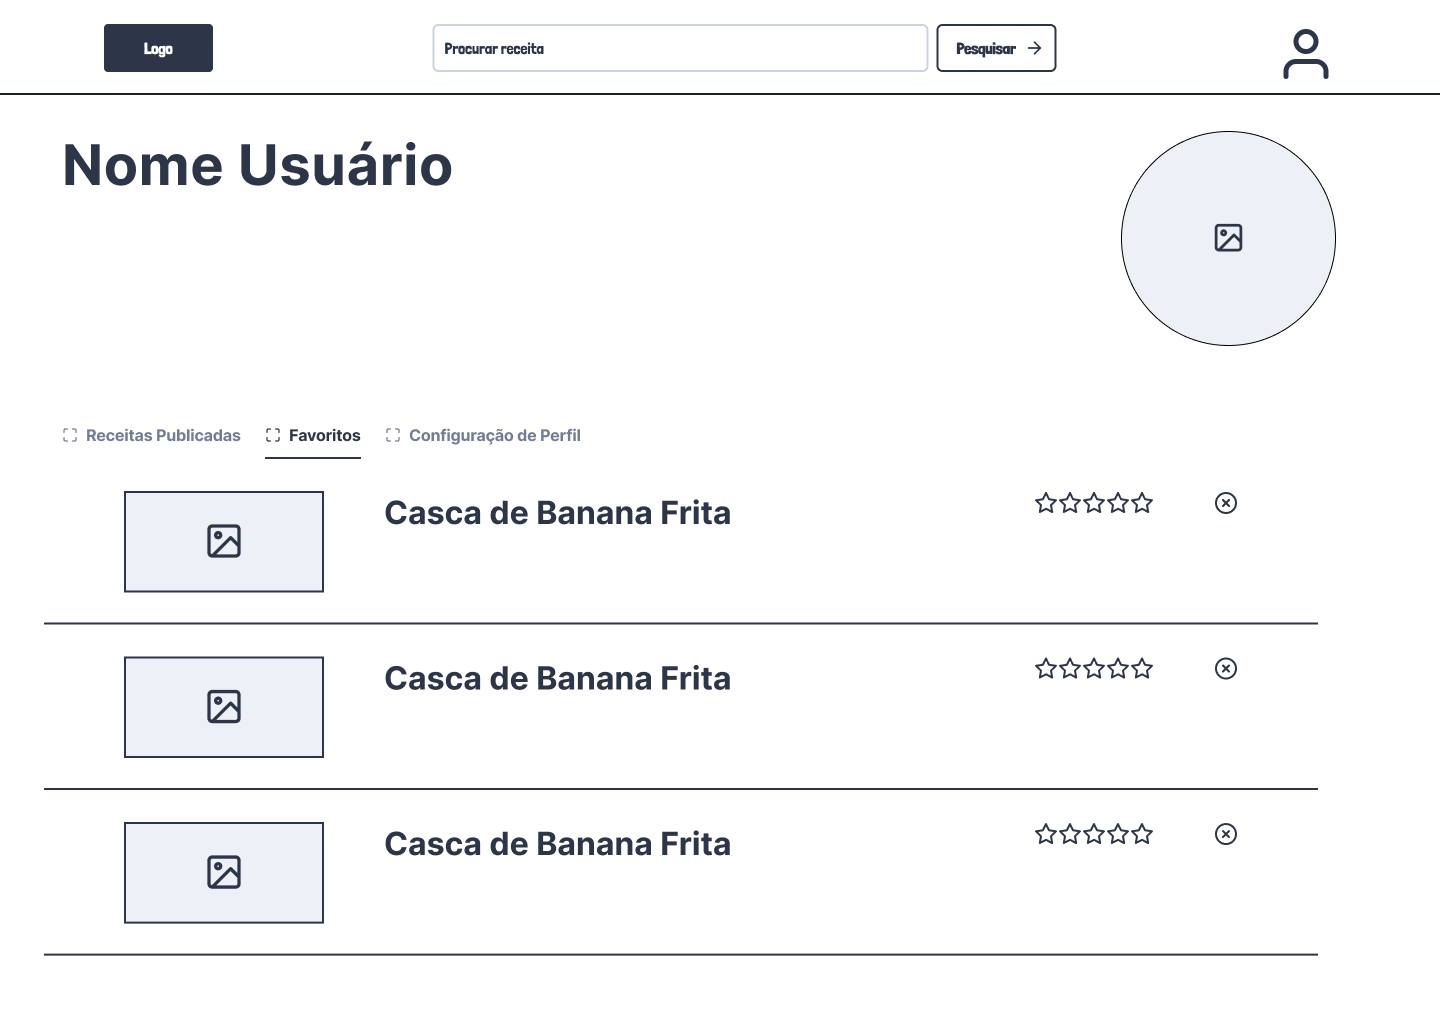 Logo
Procurar receita
Pesquisar
Nome Usuário
Receitas Publicadas
Favoritos
Configuração de Perfil
Casca de Banana Frita
Casca de Banana Frita
Casca de Banana Frita